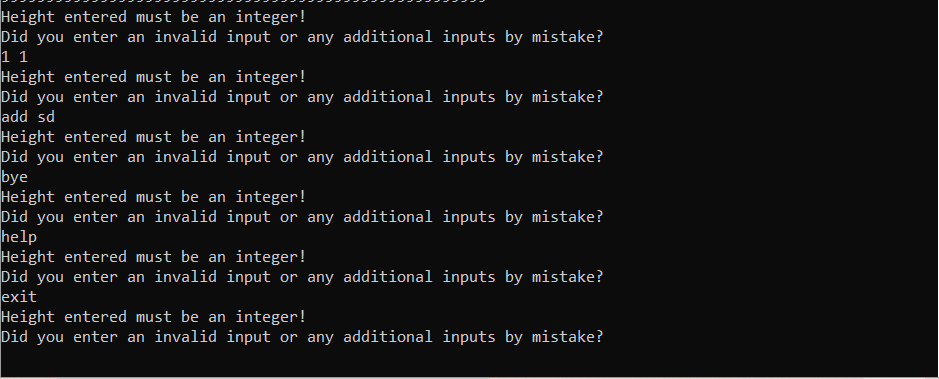 Height entered must be an integer!
Did you enter an invalid input or any additional inputs by mistake?
1 1
Height entered must be an integer!
Did you enter an invalid input or any additional inputs by mistake?
add sd
Height entered must be an integer!
Did you enter an invalid input or any additional inputs by mistake?
bye
Height entered must be an integer!
Did you enter an invalid input or any additional inputs by mistake?
help
Height entered must be an integer!
Did you enter an invalid input or any additional inputs by mistake?
exit
Height entered must be an integer!
Did you enter an invalid input or any additional inputs by mistake?